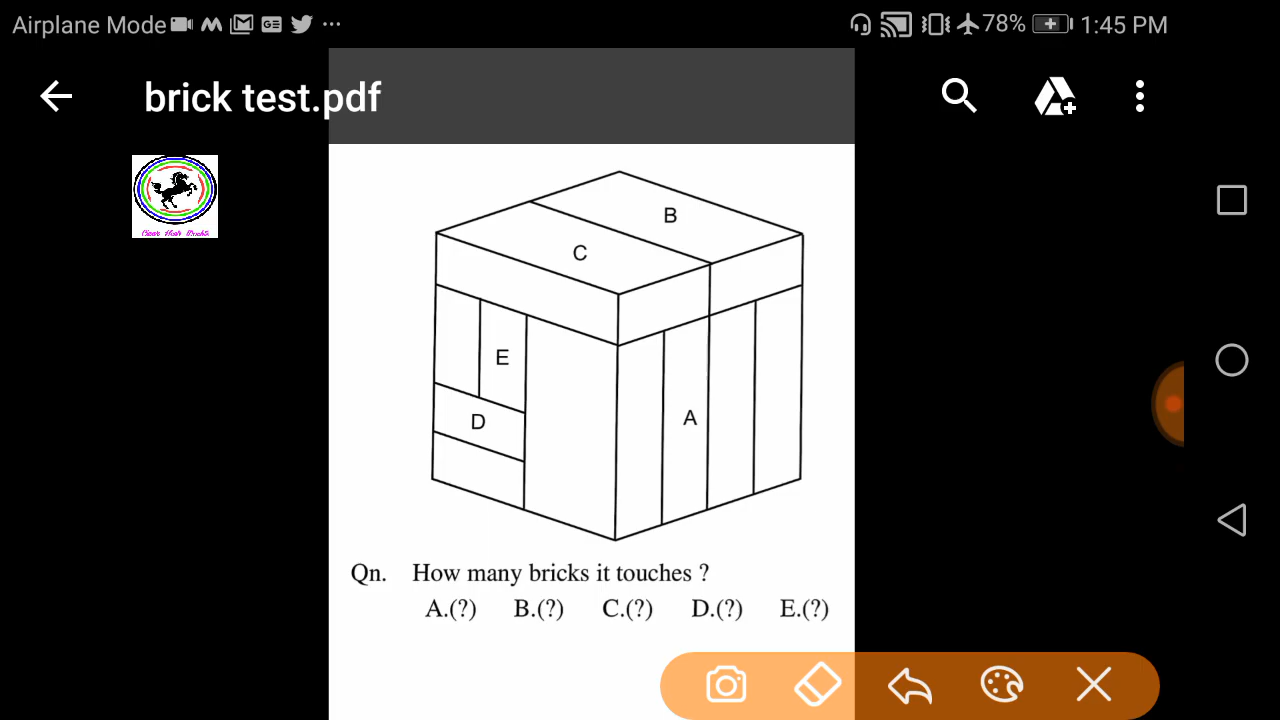 Airplane Mode ... 78% 1:45 PM
brick test.pdf
B
C
E
D
A
Qn. How many bricks it touches ?
A.(?) B.(?) C.(?) D.(?) E.(?)